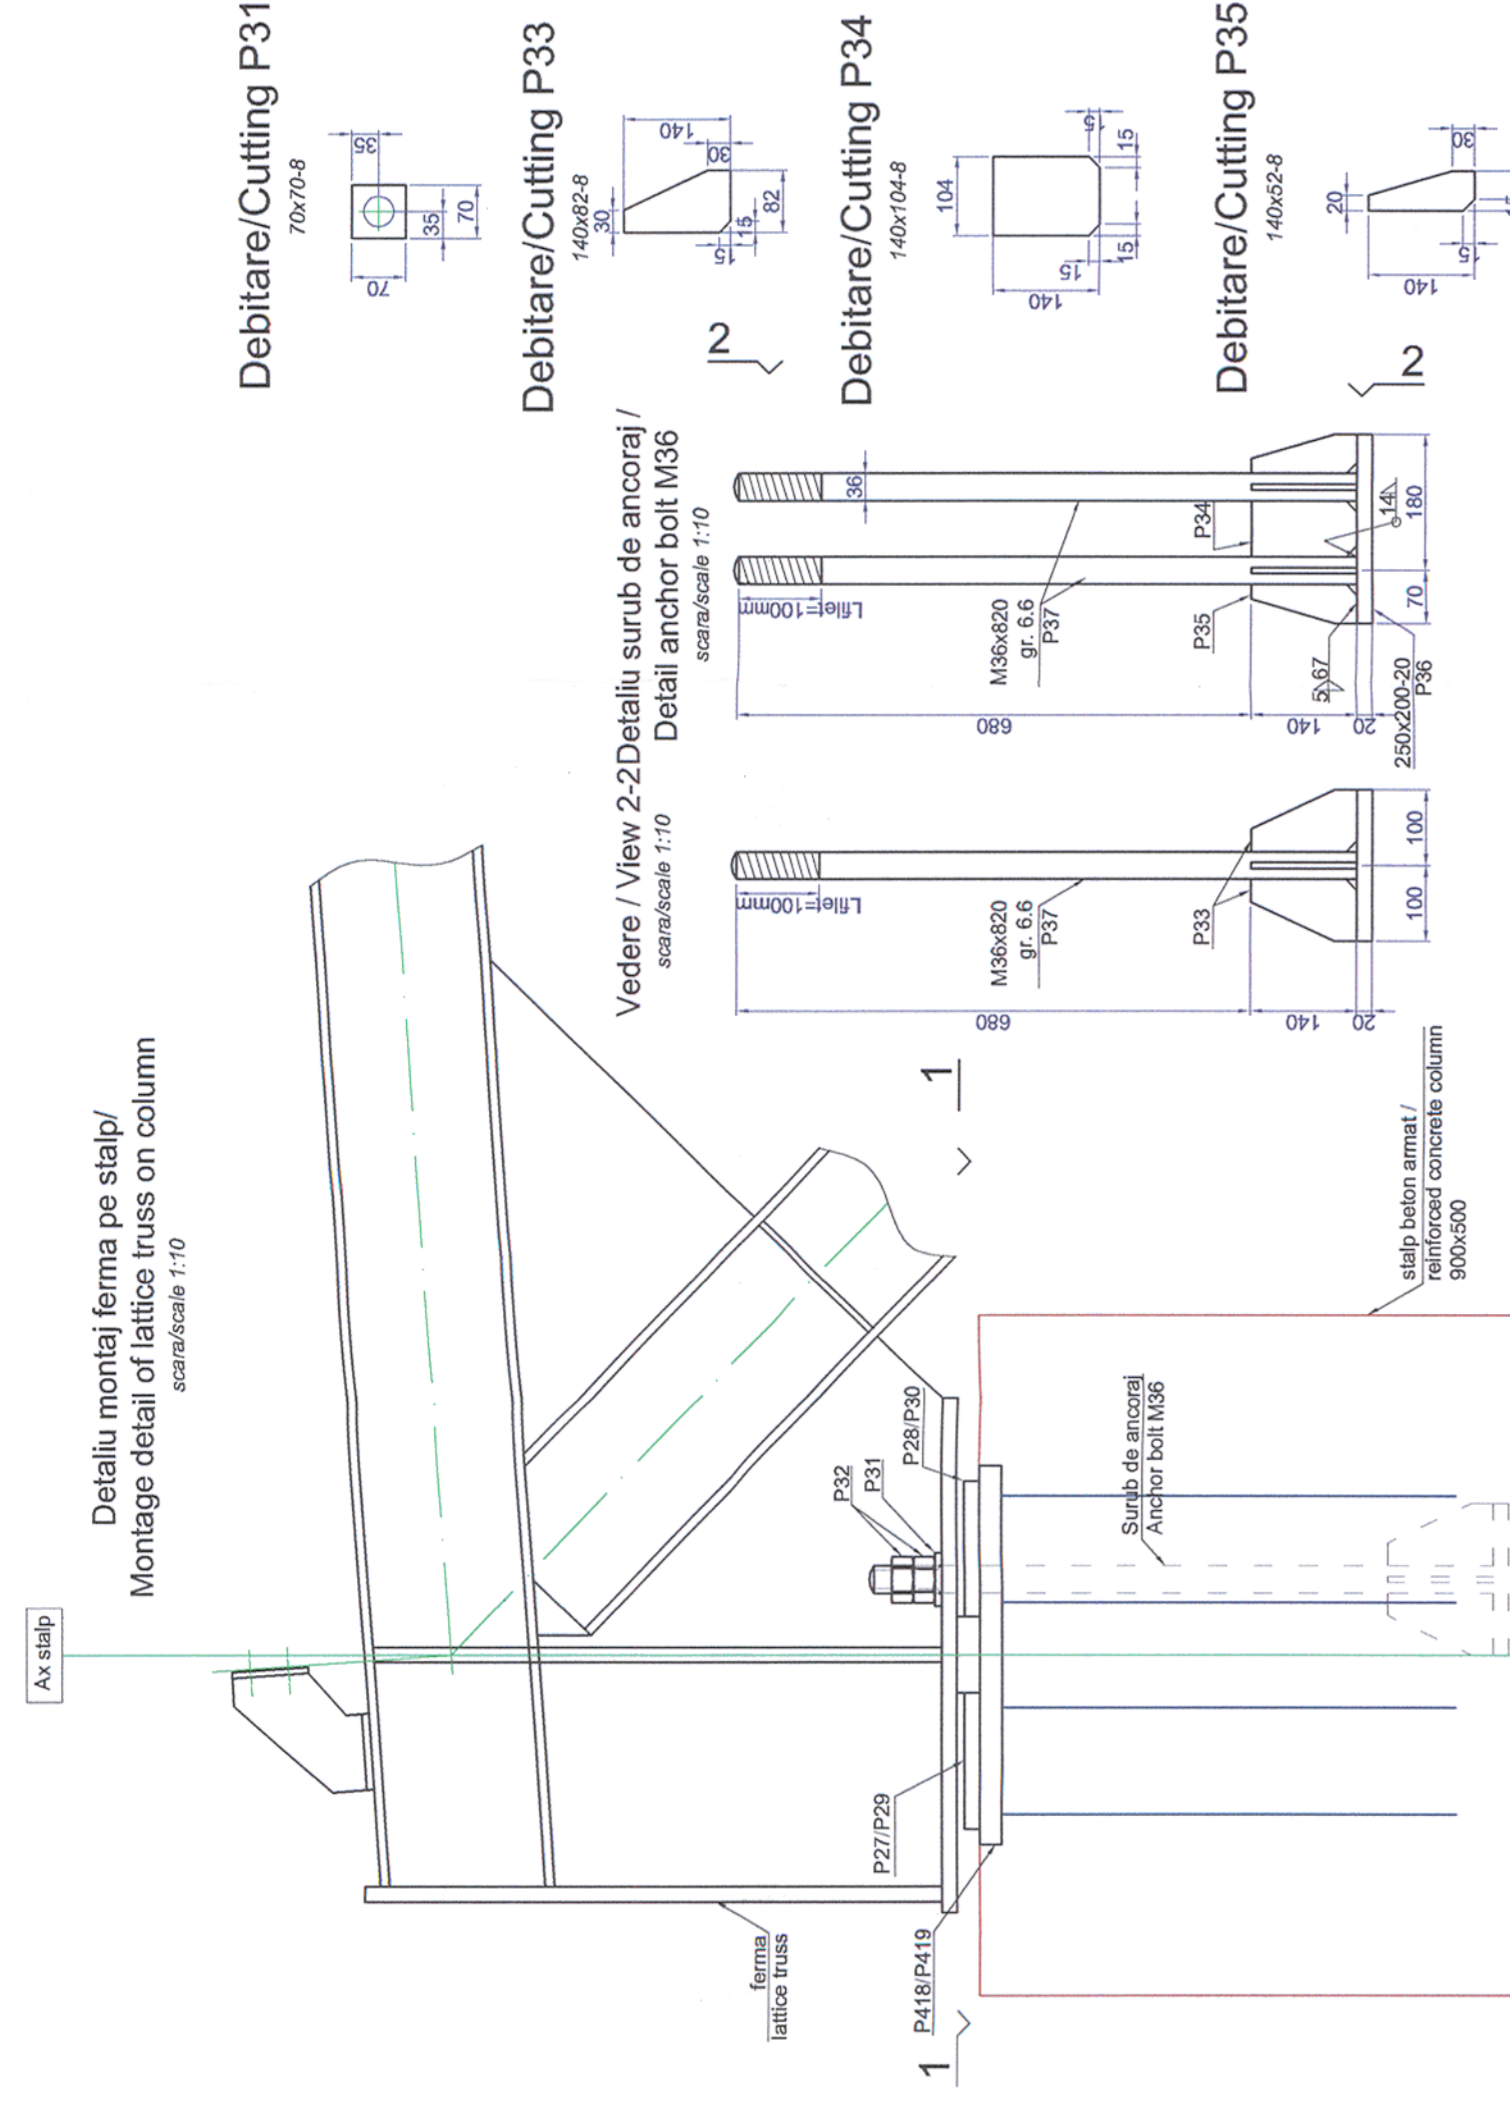 Ax stalp
Detaliu montaj ferma pe stalp/
Montage detail of lattice truss on column
scara/scale 1:10
ferma
lattice truss
P418/P419
P27/P29
P32
P31
P28/P30
1
1
Surub de ancoraj
Anchor bolt M36
stalp beton armat /
reinforced concrete column
900x500
Vedere / View 2-2
scara/scale 1:10
Lfilet=100mm
M36x820
gr. 6.6
P37
P33
680
140
20
100
100
Detaliu surub de ancoraj /
Detail anchor bolt M36
scara/scale 1:10
Lfilet=100mm
36
M36x820
gr. 6.6
P37
P34
P35
680
140
20
5
67
14
250x200-20
P36
70
180
2
2
Debitare/Cutting P31
70x70-8
35
70
35
70
Debitare/Cutting P33
140x82-8
30
140
30
15
15
82
Debitare/Cutting P34
140x104-8
104
140
15
15
15
Debitare/Cutting P35
140x52-8
20
140
30
15